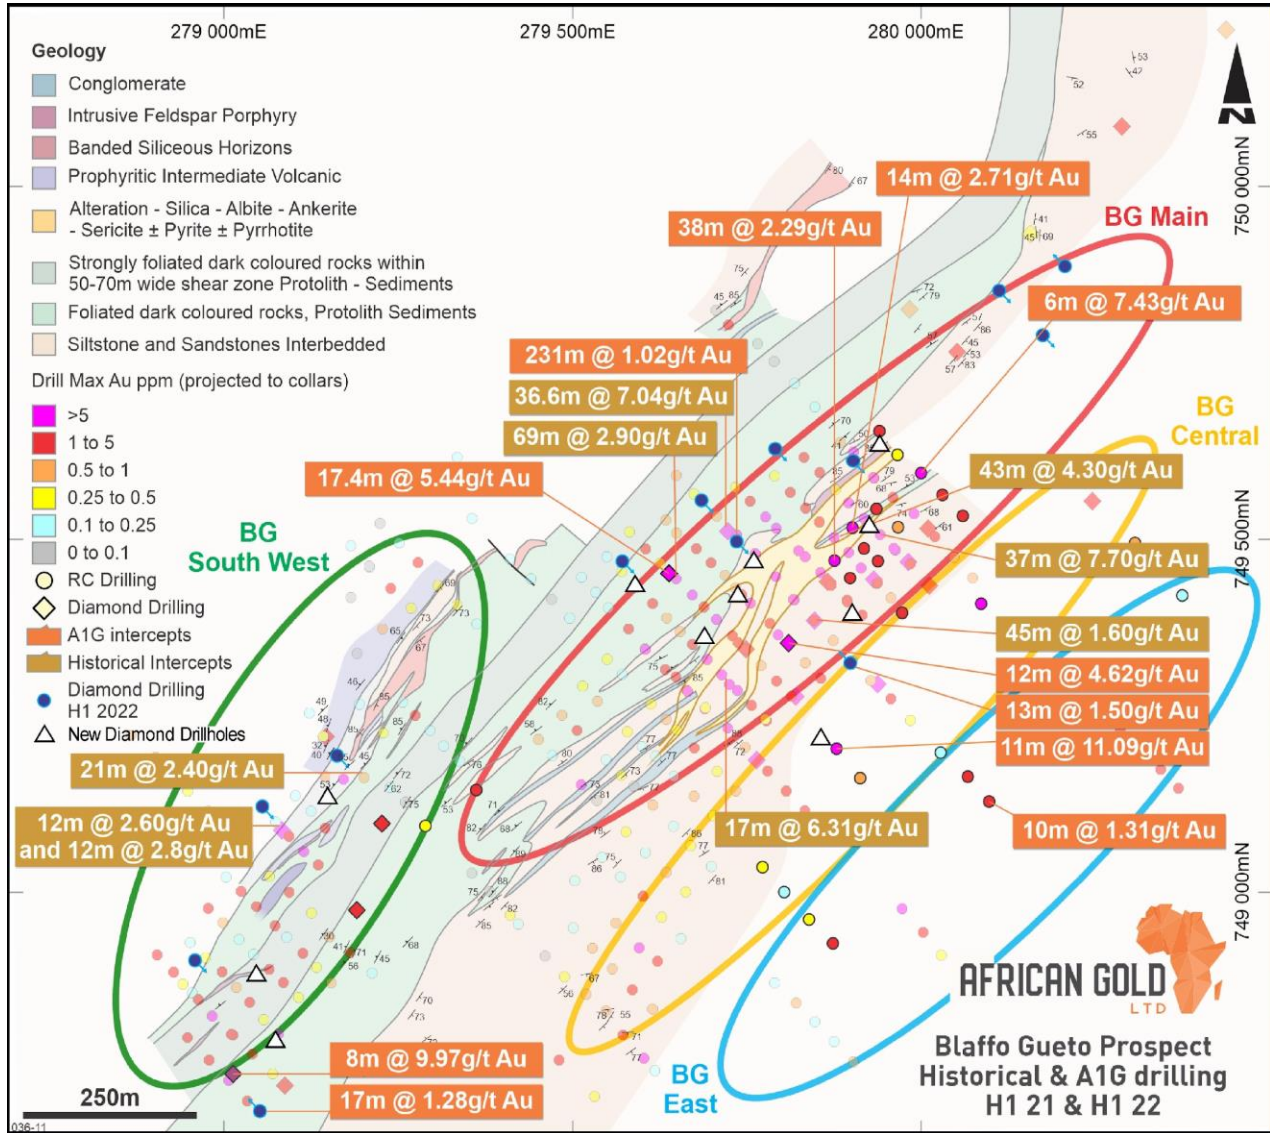 279 000mE
279 500mE
280 000mE
750 000mN
749 500mN
749 000mN
N
Geology
Conglomerate
Intrusive Feldspar Porphyry
Banded Siliceous Horizons
Prophyritic Intermediate Volcanic
Alteration - Silica - Albite - Ankerite
- Sericite ± Pyrite ± Pyrrhotite
Strongly foliated dark coloured rocks within
50-70m wide shear zone Protolith - Sediments
Foliated dark coloured rocks, Protolith Sediments
Siltstone and Sandstones Interbedded
Drill Max Au ppm (projected to collars)
>5
1 to 5
0.5 to 1
0.25 to 0.5
0.1 to 0.25
0 to 0.1
RC Drilling
Diamond Drilling
A1G intercepts
Historical Intercepts
Diamond Drilling
H1 2022
New Diamond Drillholes
14m @ 2.71g/t Au
38m @ 2.29g/t Au
BG Main
6m @ 7.43g/t Au
231m @ 1.02g/t Au
36.6m @ 7.04g/t Au
69m @ 2.90g/t Au
17.4m @ 5.44g/t Au
BG
Central
43m @ 4.30g/t Au
BG
South West
37m @ 7.70g/t Au
45m @ 1.60g/t Au
12m @ 4.62g/t Au
13m @ 1.50g/t Au
11m @ 11.09g/t Au
21m @ 2.40g/t Au
12m @ 2.60g/t Au
and 12m @ 2.8g/t Au
17m @ 6.31g/t Au
10m @ 1.31g/t Au
8m @ 9.97g/t Au
17m @ 1.28g/t Au
BG
East
250m
036-11
AFRICAN GOLD
LTD
Blaffo Gueto Prospect
Historical & A1G drilling
H1 21 & H1 22